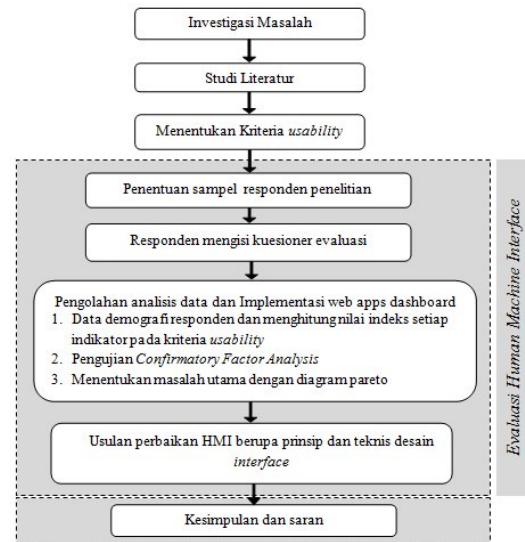 Investigasi Masalah
Studi Literatur
Menentukan Kriteria usability
Penentuan sampel responden penelitian
Responden mengisi kuesioner evaluasi
Pengolahan analisis data dan Implementasi web apps dashboard
1. Data demografi responden dan menghitung nilai indeks setiap
indikator pada kriteria usability
2. Pengujian Confirmatory Factor Analysis
3. Menentukan masalah utama dengan diagram pareto
Usulan perbaikan HMI berupa prinsip dan teknis desain
interface
Kesimpulan dan saran
Evaluasi Human Machine Interface